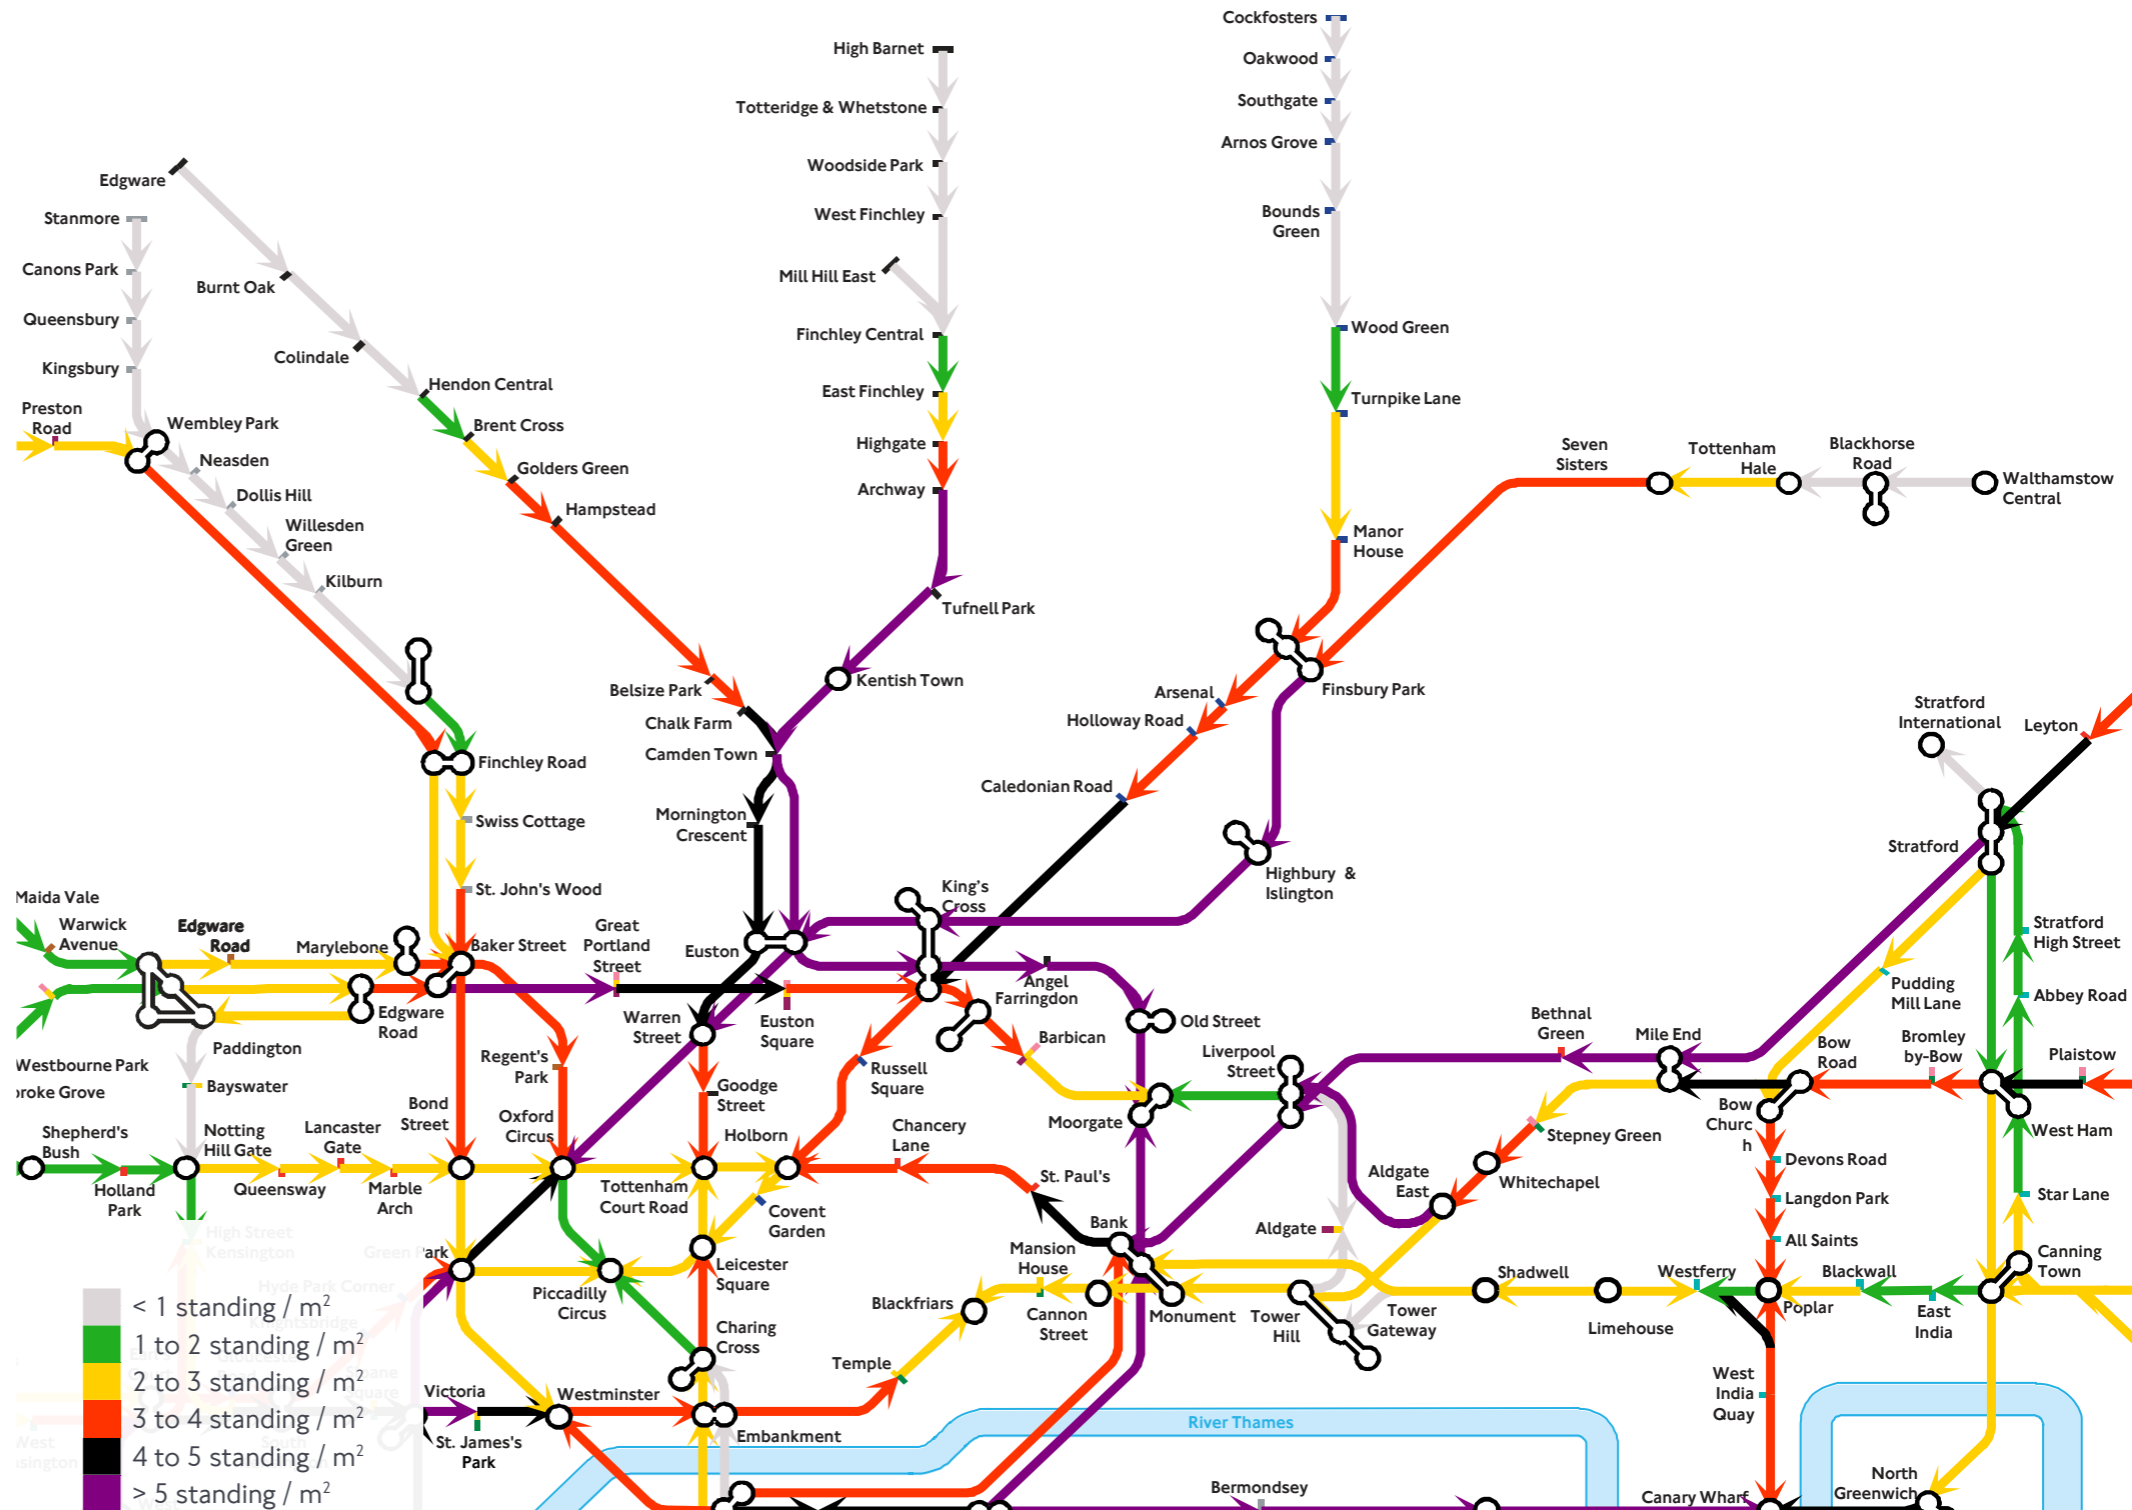 Cockfosters
High Barnet
Oakwood
Southgate
Totteridge & Whetstone
Arnos Grove
Woodside Park
Edgware
West Finchley
Bounds
Green
Stanmore
Canons Park
Burnt Oak
Mill Hill East
Queensbury
Wood Green
Finchley Central
Colindale
Kingsbury
Hendon Central
East Finchley
Turnpike Lane
Preston
Road
Wembley Park
Brent Cross
Highgate
Seven
Sisters
Tottenham
Hale
Blackhorse
Road
Neasden
Golders Green
Archway
Walthamstow
Central
Dollis Hill
Hampstead
Willesden
Green
Manor
House
Kilburn
Tufnell Park
Belsize Park
Kentish Town
Finsbury Park
Arsenal
Chalk Farm
Holloway Road
Stratford
International
Leyton
Camden Town
Finchley Road
Caledonian Road
Swiss Cottage
Mornington
Crescent
Stratford
Highbury &
Islington
St. John's Wood
King's
Cross
Maida Vale
Warwick
Avenue
Edgware
Road
Marylebone
Baker Street
Great
Portland
Street
Euston
Stratford
High Street
Angel
Farringdon
Pudding
Mill Lane
Abbey Road
Edgware
Road
Warren
Street
Euston
Square
Barbican
Old Street
Bethnal
Green
Mile End
Bow
Road
Bromley
by-Bow
Plaistow
Paddington
Westbourne Park
Regent's
Park
Liverpool
Street
Russell
Square
Bayswater
broke Grove
Goodge
Street
Bond
Street
Oxford
Circus
Moorgate
Bow
Churc
h
West Ham
Shepherd's
Bush
Notting
Hill Gate
Lancaster
Gate
Holborn
Chancery
Lane
Stepney Green
Devons Road
St. Paul's
Aldgate
East
Whitechapel
Holland
Park
Queensway
Marble
Arch
Tottenham
Court Road
Langdon Park
Star Lane
Covent
Garden
Bank
Aldgate
All Saints
High Street
Kensington
Green Park
Mansion
House
Canning
Town
Leicester
Square
Hyde Park Corner
Piccadilly
Circus
Blackfriars
Cannon
Street
Monument
Tower
Hill
Tower
Gateway
Shadwell
Limehouse
Westferry
Poplar
Blackwall
East
India
< 1 standing / m²
Knightsbridge
1 to 2 standing / m²
Charing
Cross
2 to 3 standing / m²
Temple
West
India
Quay
Victoria
Westminster
3 to 4 standing / m²
River Thames
St. James's
Park
Embankment
4 to 5 standing / m²
> 5 standing / m²
Bermondsey
Canary Wharf
North
Greenwich